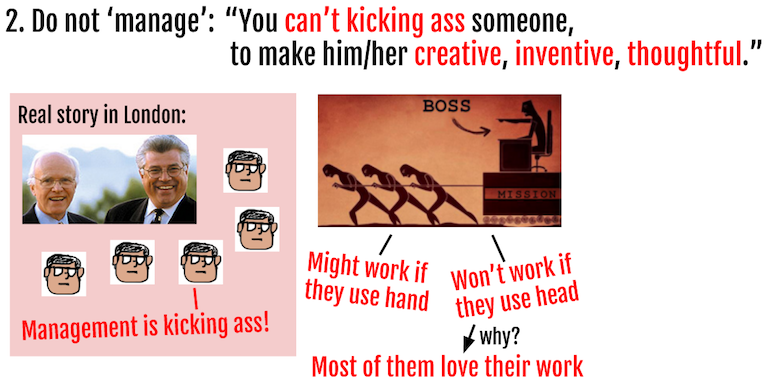 2. Do not ‘manage’: “You can’t kicking ass someone,
to make him/her creative, inventive, thoughtful.”
Real story in London:
Management is kicking ass!
BOSS
MISSION
Might work if
they use hand
Won’t work if
they use head
why?
Most of them love their work